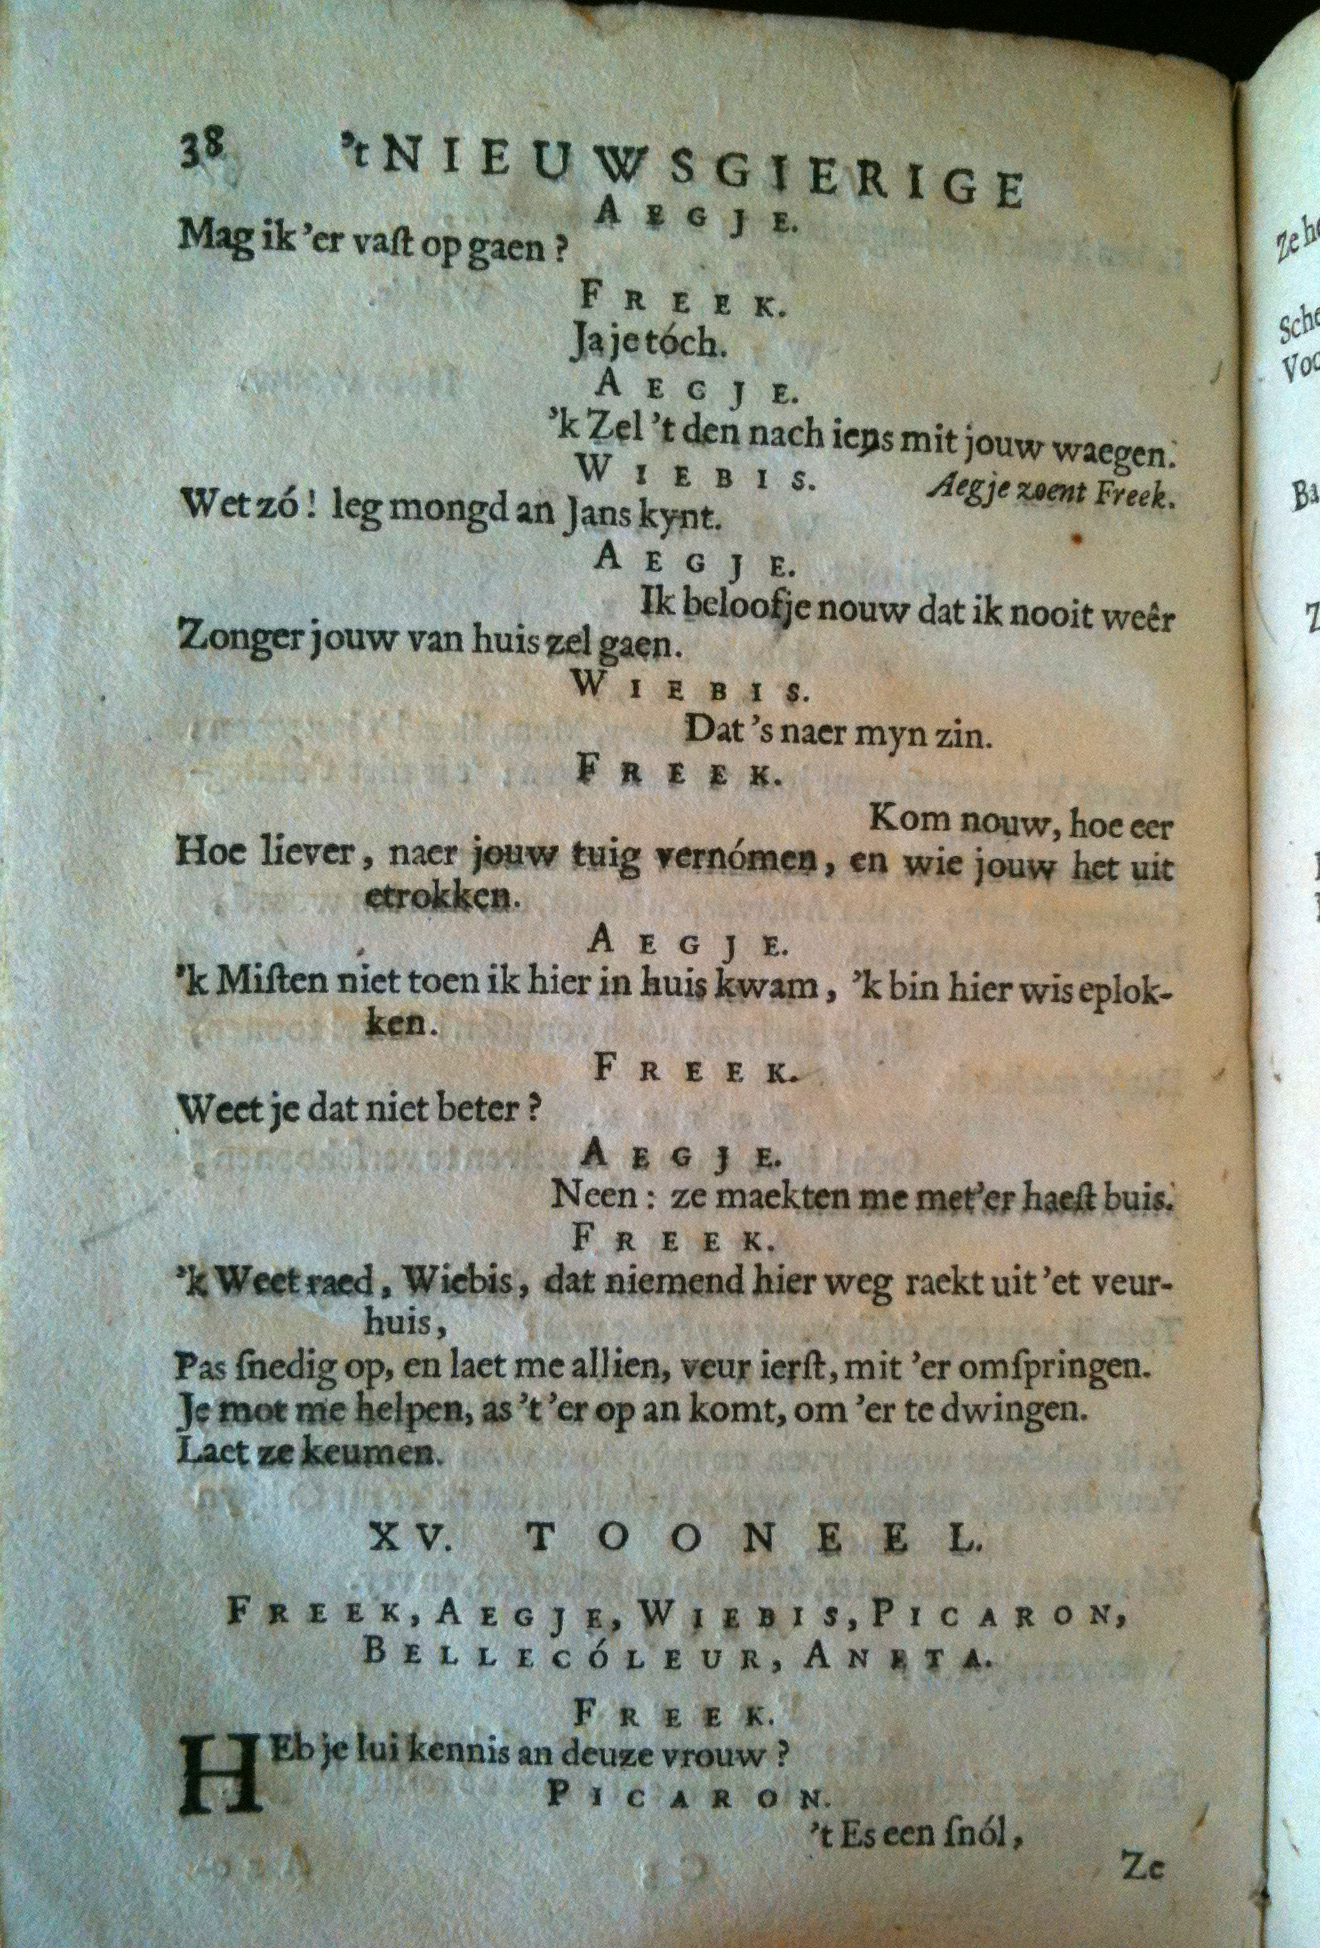 38 't NIEUWSGIERIGE
AEGJE.
Mag ik 'er vaſt op gaen?
FREEK.
Ja je tóch.
AEGJE.
'k Zel 't den nach iens mit jouw waegen.
WIEBIS. Aegje zoent Freek.
Wet zó! leg mongd an Jans kynt.
AEGJE.
Ik beloof je nouw dat ik nooit weêr
Zonger jouw van huis zel gaen.
WIEBIS.
Dat 's naer myn zin.
FREEK.
Kom nouw, hoe eer
Hoe liever, naer jouw tuig vernómen, en wie jouw het uit
etrokken.
AEGJE.
'k Miſten niet toen ik hier in huis kwam, 'k bin hier wis eplok-
ken.
FREEK.
Weet je dat niet beter?
AEGJE.
Neen: ze maekten me met'er haeſt buis.
FREEK.
'k Weet raed, Wiebis, dat niemend hier weg raekt uit 'et veur-
huis,
Pas ſnedig op, en laet me allien, veur ierſt, mit 'er omſpringen.
Je mot me helpen, as 't 'er op an komt, om 'er te dwingen.
Laet ze keumen.
XV. TOONEEL.
FREEK, AEGJE, WIEBIS, PICARON,
BELLECÓLEUR, ANETA.
FREEK.
HEb je lui kennis an deuze vrouw?
PICARON.
't Es een ſnól,
Ze
Ze
Sche
Voo
Ba
Z